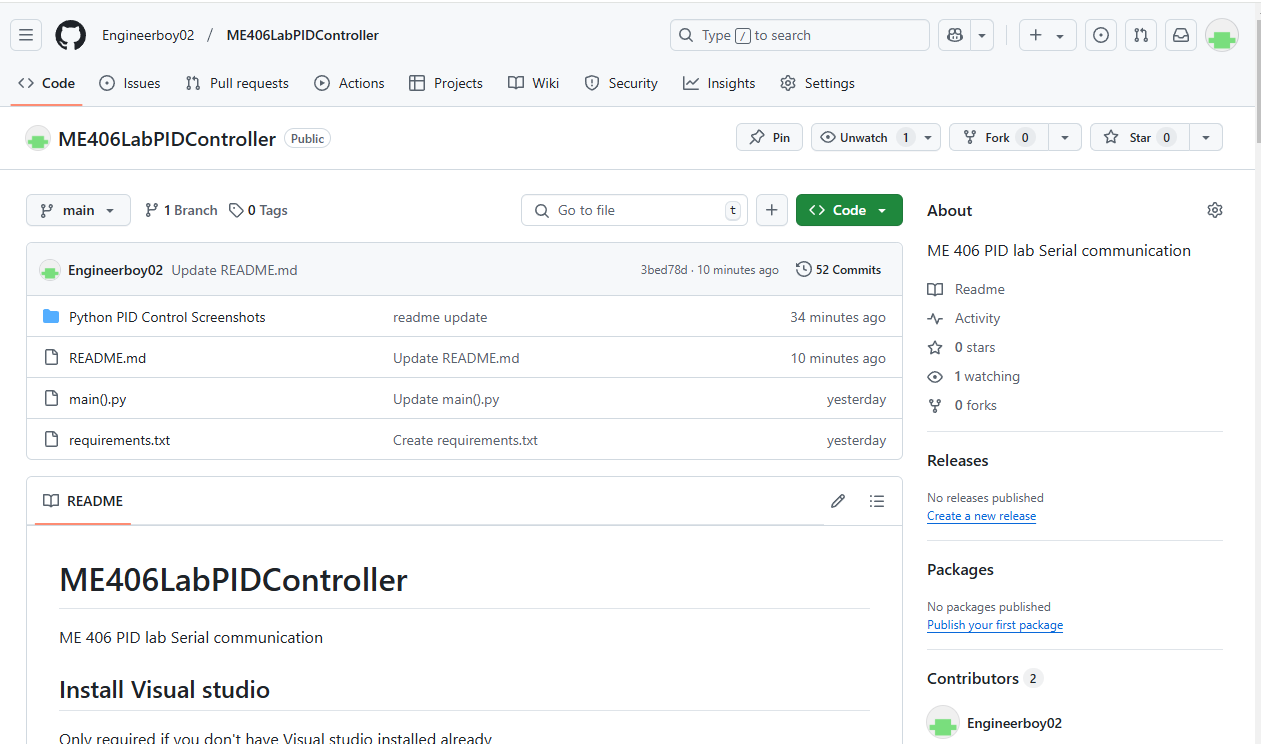 Engineerboy02 / ME406LabPIDController Type / to search
Code Issues Pull requests Actions Projects Wiki Security Insights Settings
ME406LabPIDController Public Pin Unwatch 1 Fork 0 Star 0
main 1 Branch 0 Tags Go to file t Code
Engineerboy02 Update README.md 3bed78d · 10 minutes ago 52 Commits
Python PID Control Screenshots readme update 34 minutes ago
README.md Update README.md 10 minutes ago
main().py Update main().py yesterday
requirements.txt Create requirements.txt yesterday
README
ME406LabPIDController
ME 406 PID lab Serial communication
Install Visual studio
Only required if you don't have Visual studio installed already
About
ME 406 PID lab Serial communication
Readme
Activity
0 stars
1 watching
0 forks
Releases
No releases published
Create a new release
Packages
No packages published
Publish your first package
Contributors 2
Engineerboy02